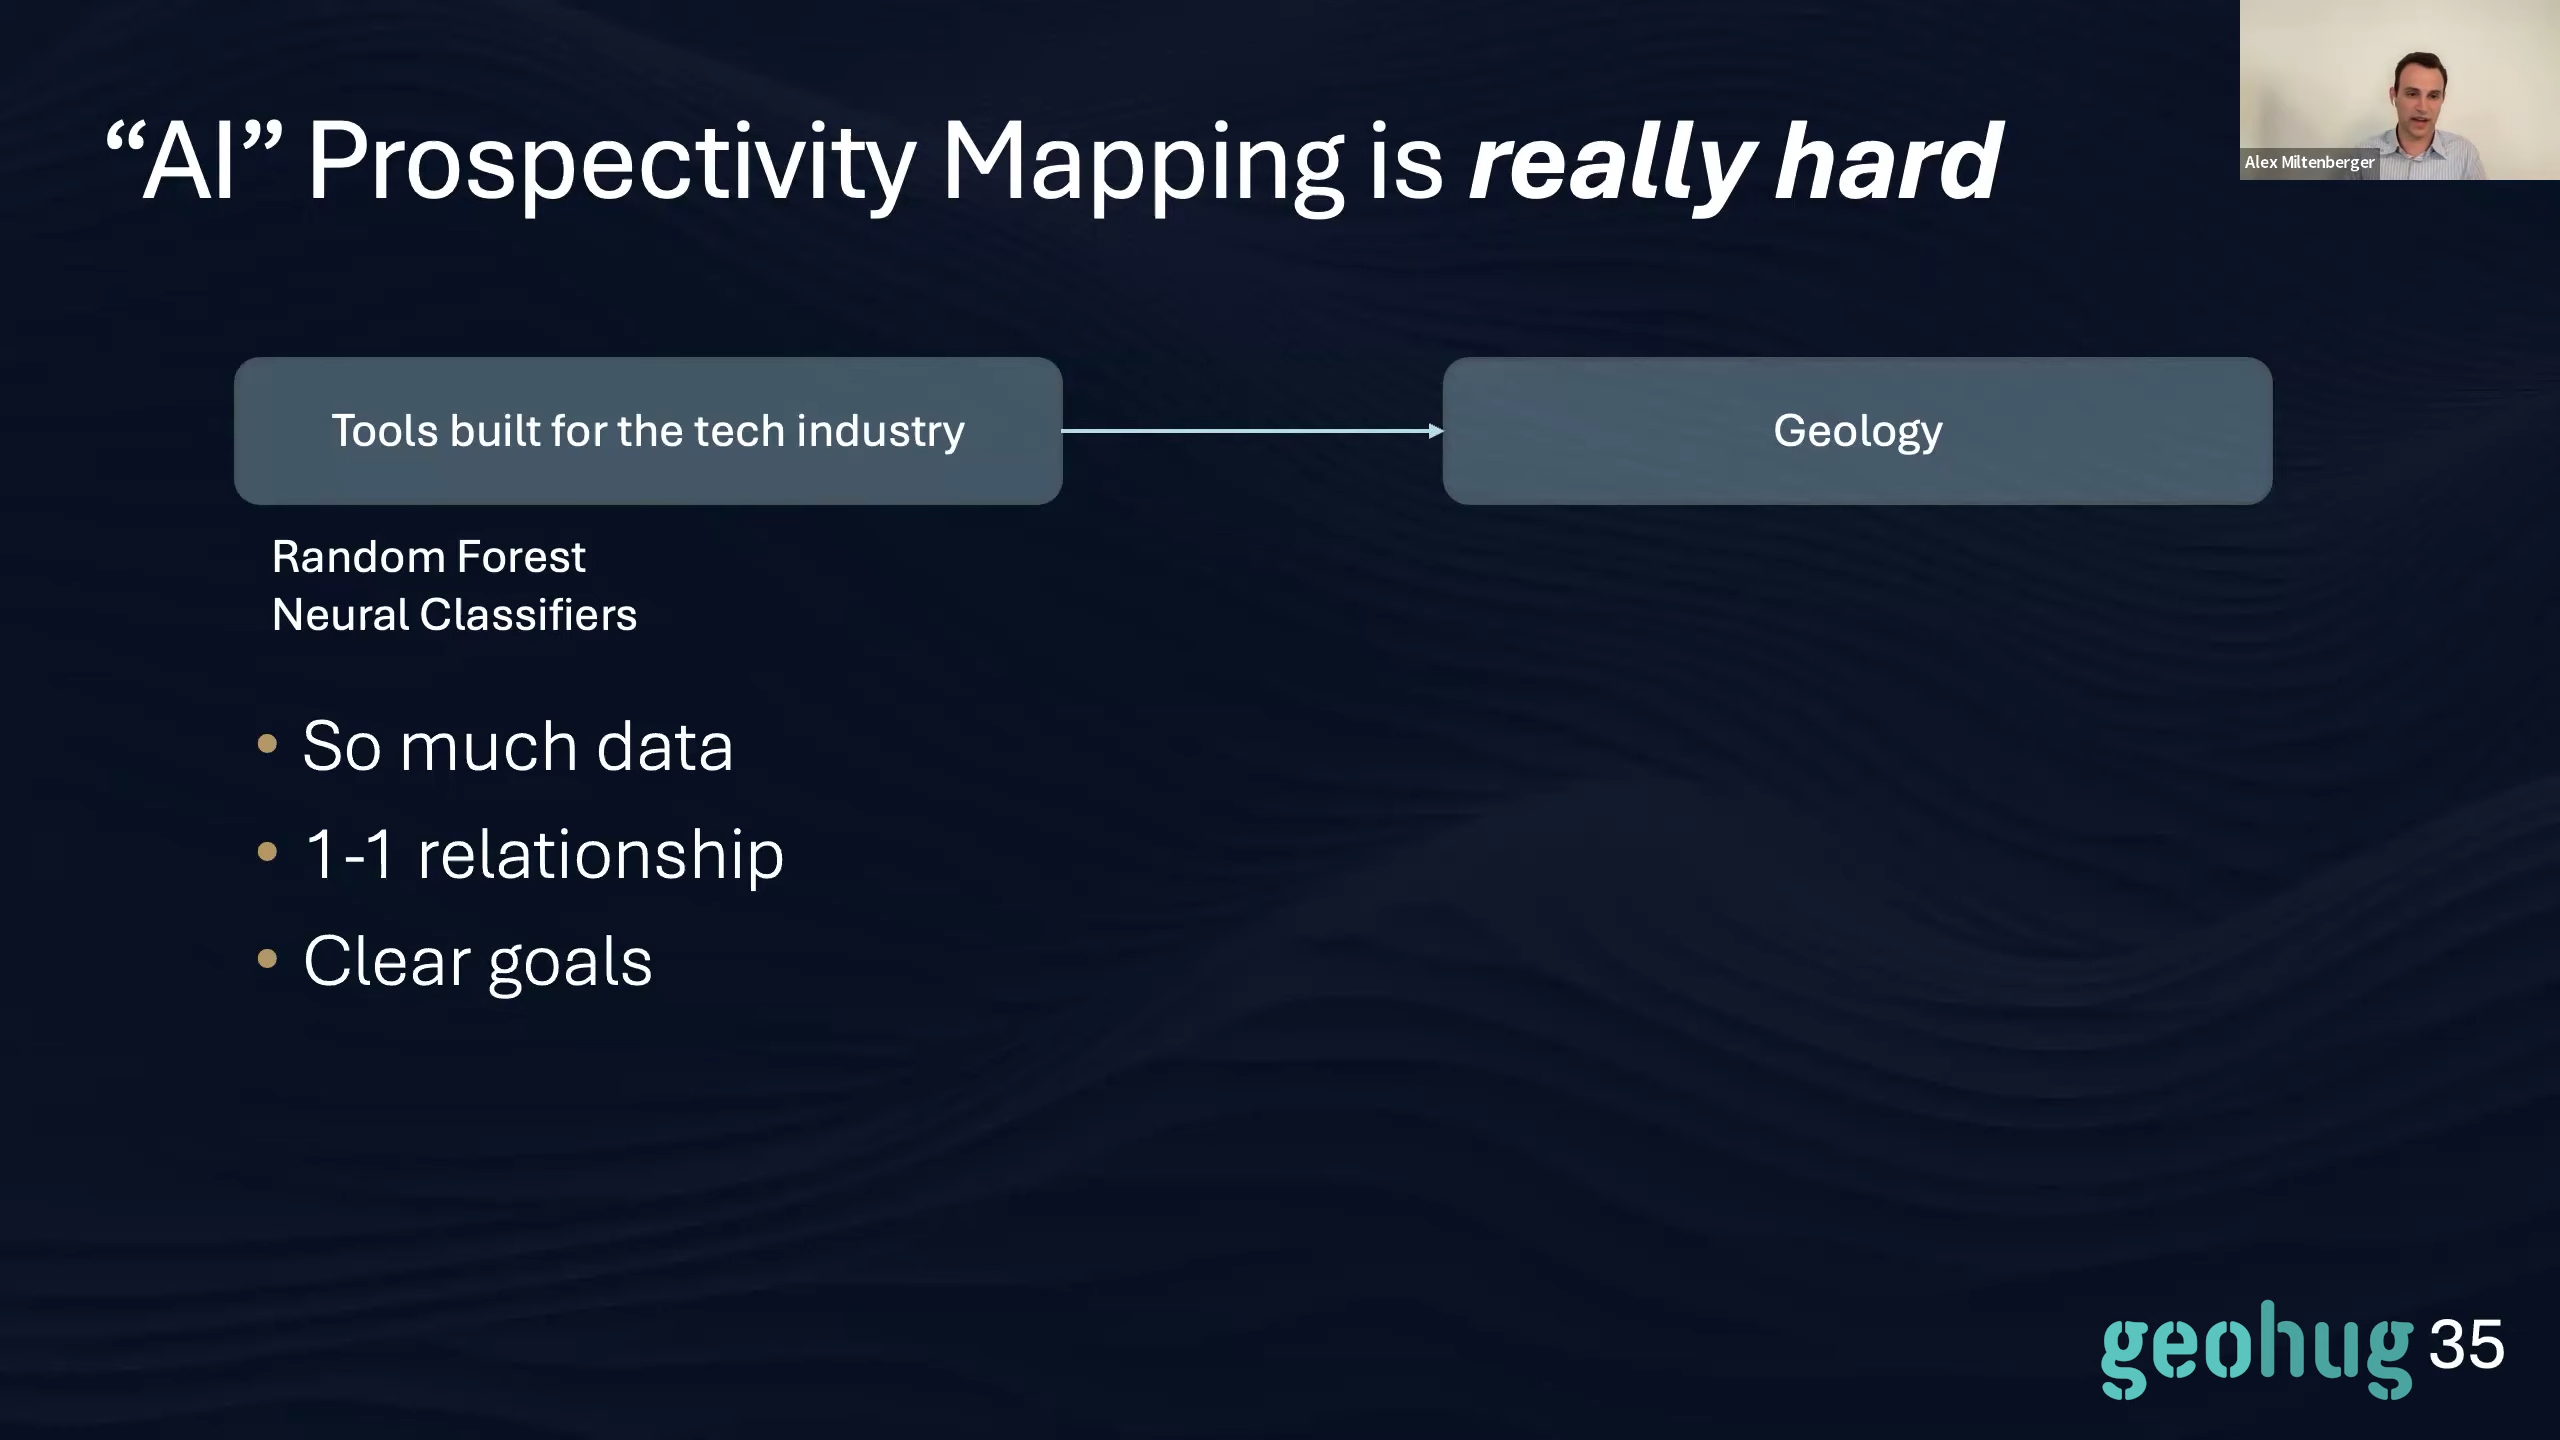 “AI” Prospectivity Mapping is really hard
Alex Miltenberger
Tools built for the tech industry
Geology
Random Forest
Neural Classifiers
• So much data
• 1-1 relationship
• Clear goals
geohug 35